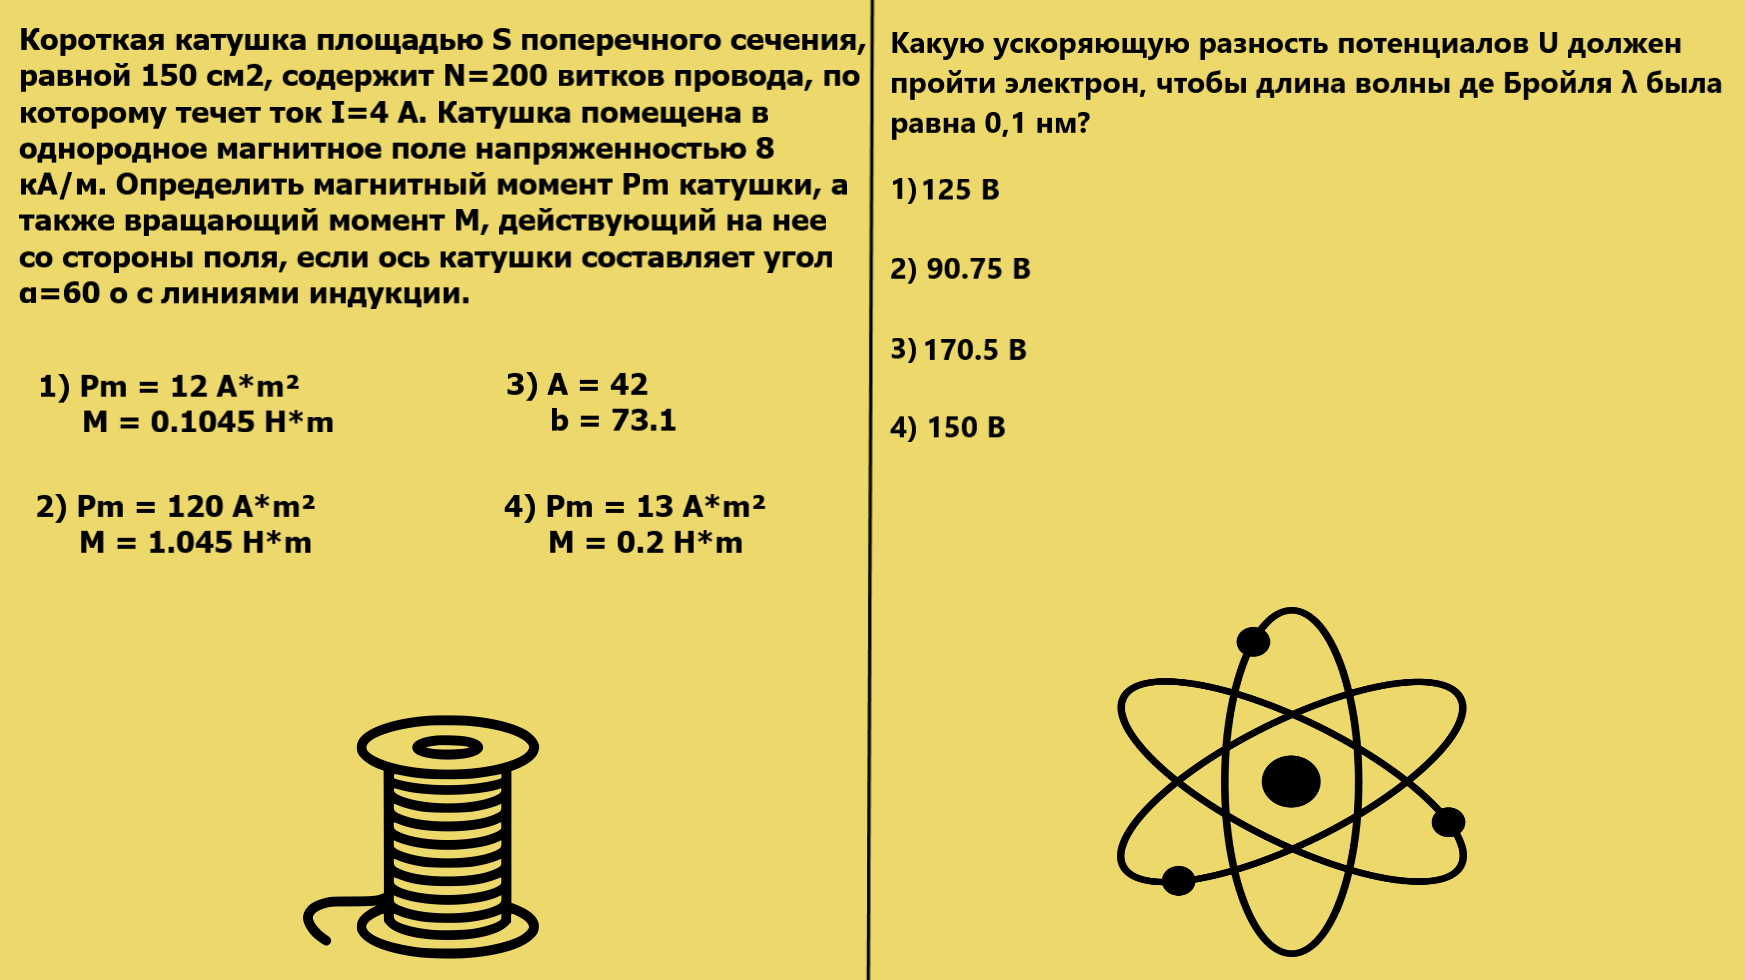 Короткая катушка площадью S поперечного сечения,
равной 150 см2, содержит N=200 витков провода, по
которому течет ток I=4 А. Катушка помещена в
однородное магнитное поле напряженностью 8
кА/м. Определить магнитный момент Pm катушки, а
также вращающий момент М, действующий на нее
со стороны поля, если ось катушки составляет угол
α=60 о с линиями индукции.
1) Pm = 12 A*m²
M = 0.1045 H*m
3) A = 42
b = 73.1
2) Pm = 120 A*m²
M = 1.045 H*m
4) Pm = 13 A*m²
M = 0.2 H*m
Какую ускоряющую разность потенциалов U должен
пройти электрон, чтобы длина волны де Бройля λ была
равна 0,1 нм?
1) 125 В
2) 90.75 В
3) 170.5 В
4) 150 В